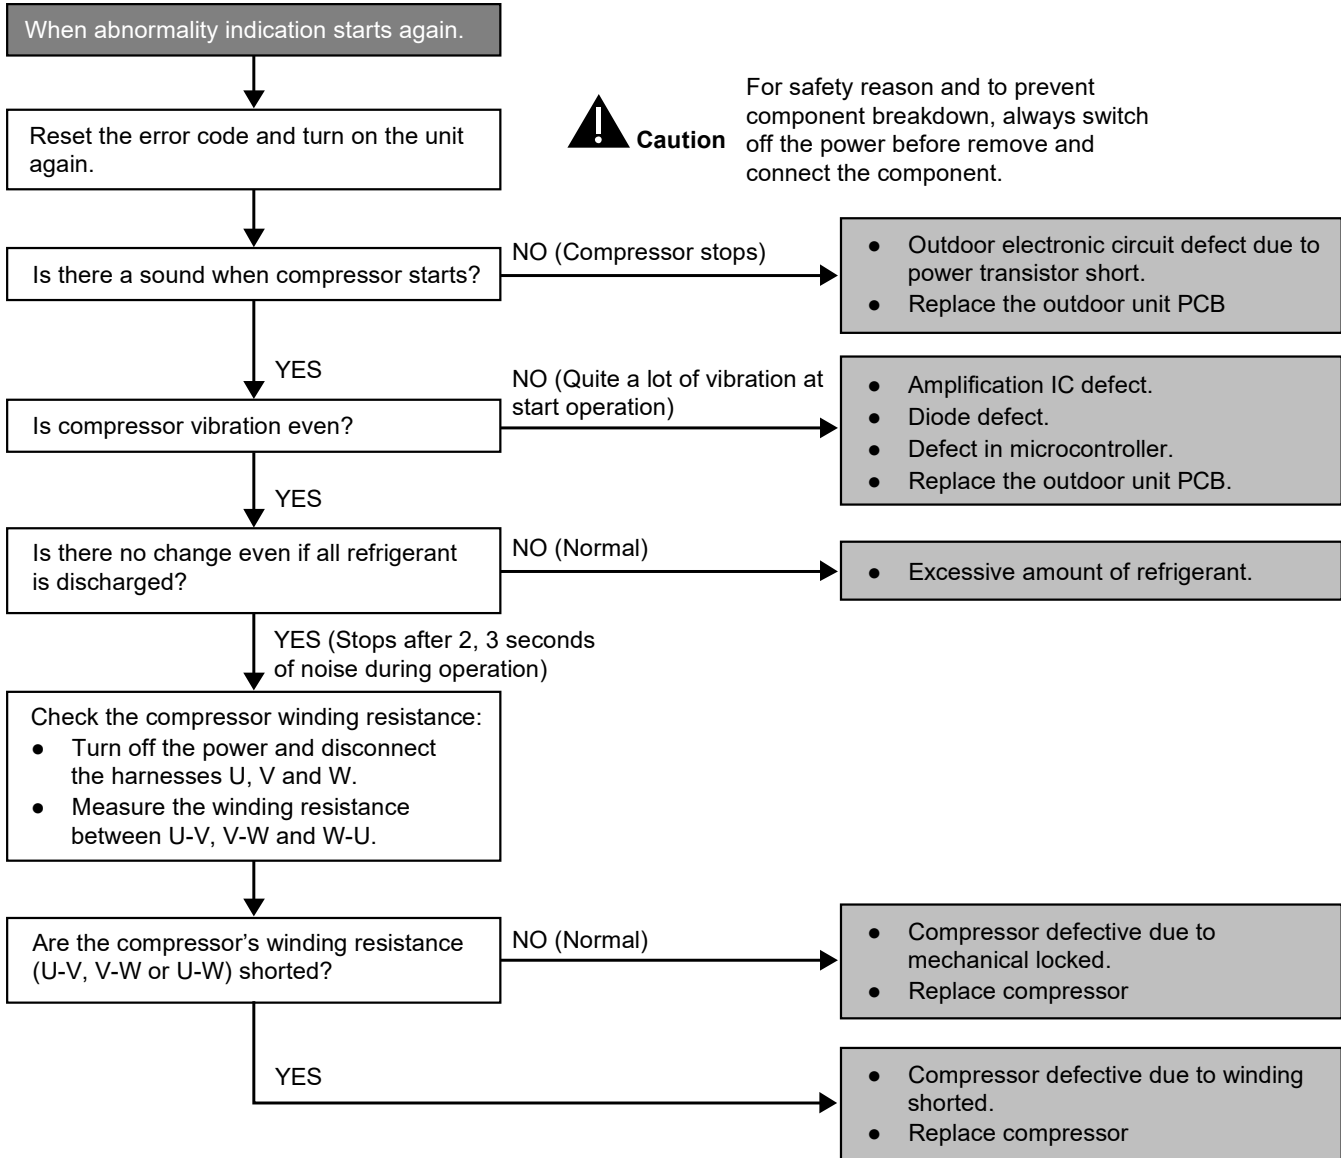 When abnormality indication starts again.
Reset the error code and turn on the unit
again.
Caution
For safety reason and to prevent
component breakdown, always switch
off the power before remove and
connect the component.
Is there a sound when compressor starts?
NO (Compressor stops)
● Outdoor electronic circuit defect due to
power transistor short.
● Replace the outdoor unit PCB
YES
Is compressor vibration even?
NO (Quite a lot of vibration at
start operation)
● Amplification IC defect.
● Diode defect.
● Defect in microcontroller.
● Replace the outdoor unit PCB.
YES
Is there no change even if all refrigerant
is discharged?
NO (Normal)
● Excessive amount of refrigerant.
YES (Stops after 2, 3 seconds
of noise during operation)
Check the compressor winding resistance:
● Turn off the power and disconnect
the harnesses U, V and W.
● Measure the winding resistance
between U-V, V-W and W-U.
Are the compressor’s winding resistance
(U-V, V-W or U-W) shorted?
NO (Normal)
● Compressor defective due to
mechanical locked.
● Replace compressor
YES
● Compressor defective due to winding
shorted.
● Replace compressor